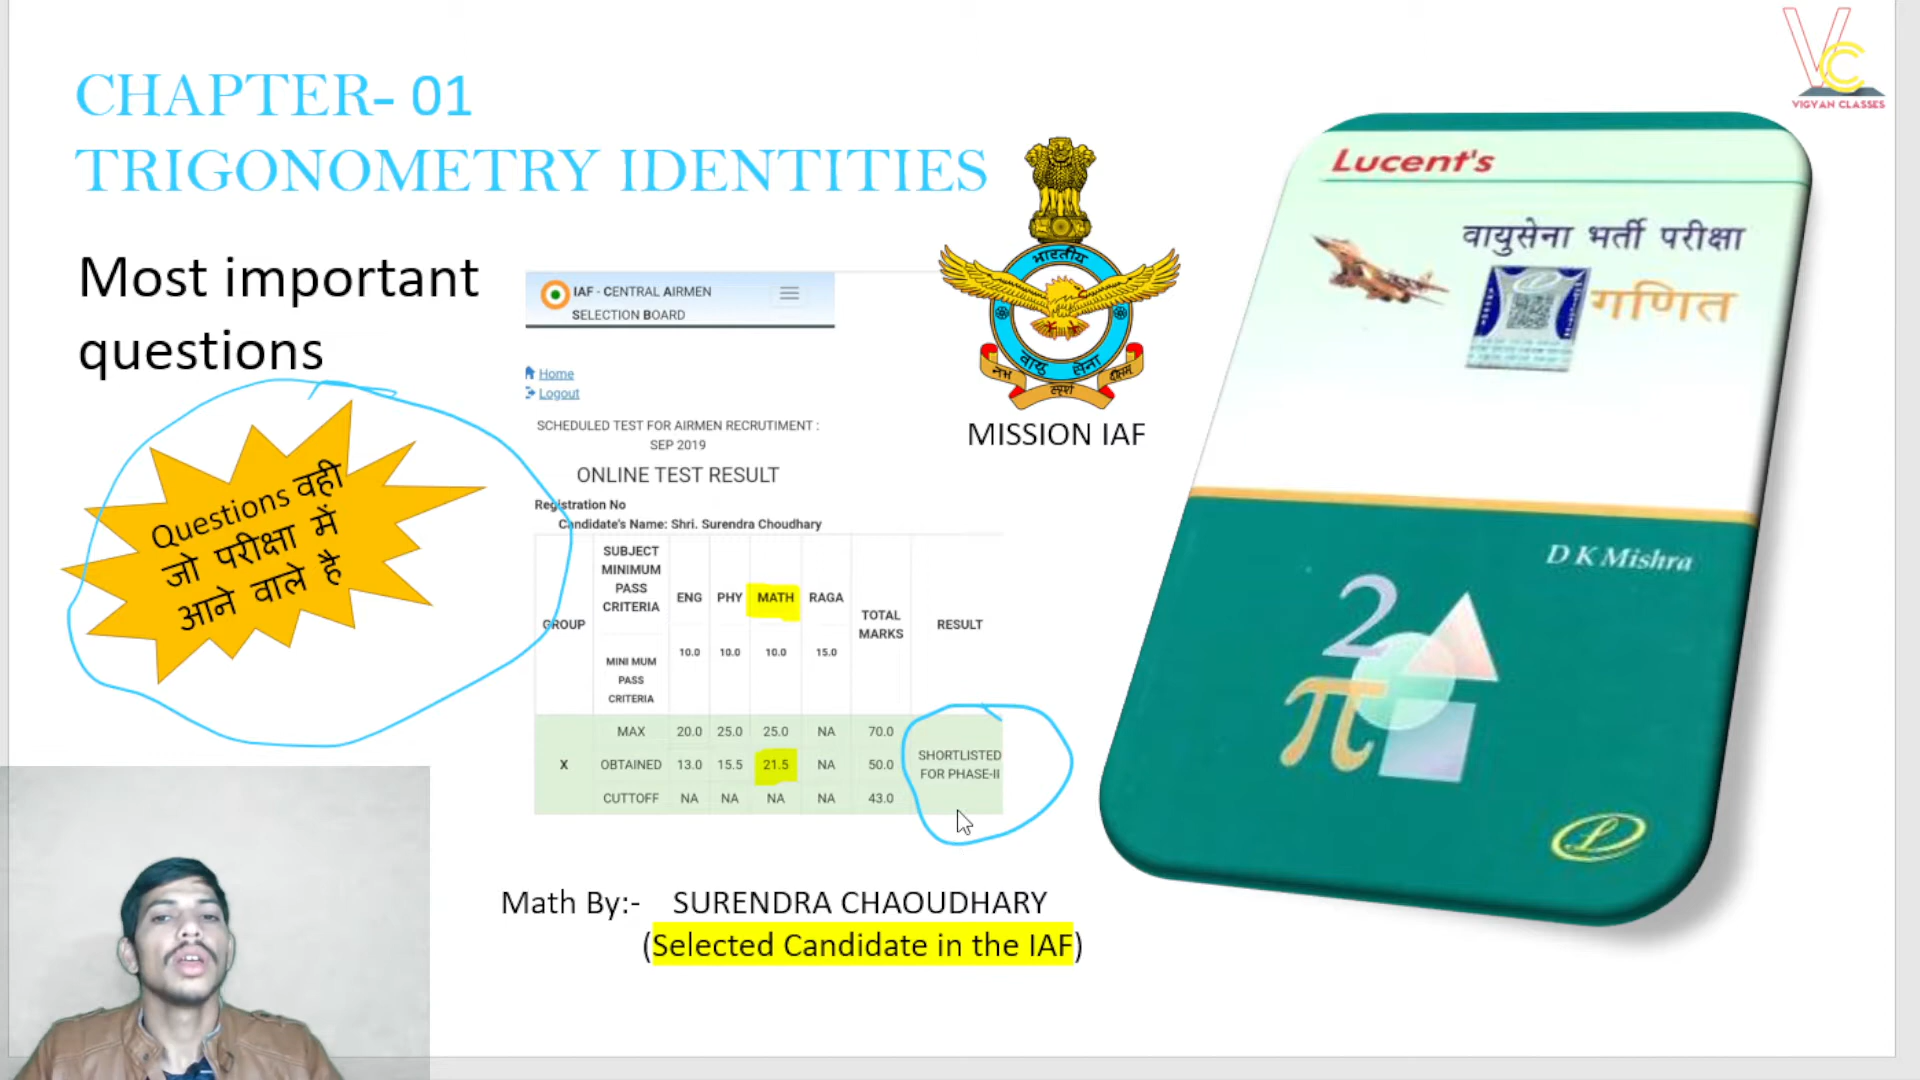 CHAPTER- 01
TRIGONOMETRY IDENTITIES
Most important
questions
Questions वही
जो परीक्षा में
आने वाले है
IAF - CENTRAL AIRMEN
SELECTION BOARD
Home
Logout
SCHEDULED TEST FOR AIRMEN RECRUTIMENT :
SEP 2019
ONLINE TEST RESULT
Registration No
Candidate's Name: Shri. Surendra Choudhary
GROUP
SUBJECT
MINIMUM
PASS
CRITERIA
ENG PHY MATH RAGA
TOTAL
MARKS
RESULT
MINI MUM
PASS
CRITERIA
10.0 10.0 10.0 15.0
MAX 20.0 25.0 25.0 NA 70.0
X OBTAINED 13.0 15.5 21.5 NA 50.0
CUTTOFF NA NA NA NA 43.0
SHORTLISTED
FOR PHASE-II
भारतीय
वायु सेना
नभ स्पृशं दीप्तम्
MISSION IAF
Math By:- SURENDRA CHAOUDHARY
(Selected Candidate in the IAF)
VC
VIGYAN CLASSES
Lucent's
वायुसेना भर्ती परीक्षा
गणित
D K Mishra
2
π
L